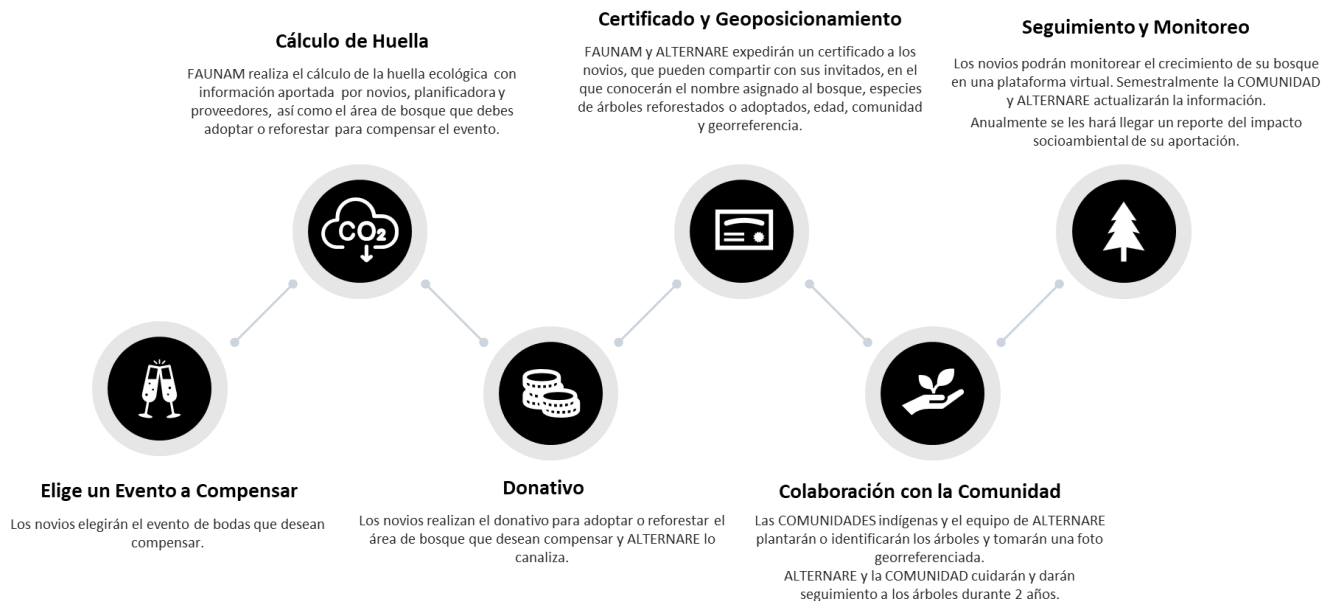 Elige un Evento a Compensar
Los novios elegirán el evento de bodas que desean
compensar.
Cálculo de Huella
FAUNAM realiza el cálculo de la huella ecológica con
información aportada por novios, planificadora y
proveedores, así como el área de bosque que debes
adoptar o reforestar para compensar el evento.
CO2
Donativo
Los novios realizan el donativo para adoptar o reforestar el
área de bosque que desean compensar y ALTERNARE lo
canaliza.
Certificado y Geoposicionamiento
FAUNAM y ALTERNARE expedirán un certificado a los
novios, que pueden compartir con sus invitados, en el
que conocerán el nombre asignado al bosque, especies
de árboles reforestados o adoptados, edad, comunidad
y georreferencia.
Colaboración con la Comunidad
Las COMUNIDADES indígenas y el equipo de ALTERNARE
plantarán o identificarán los árboles y tomarán una foto
georreferenciada.
ALTERNARE y la COMUNIDAD cuidarán y darán
seguimiento a los árboles durante 2 años.
Seguimiento y Monitoreo
Los novios podrán monitorear el crecimiento de su bosque
en una plataforma virtual. Semestralmente la COMUNIDAD
y ALTERNARE actualizarán la información.
Anualmente se les hará llegar un reporte del impacto
socioambiental de su aportación.